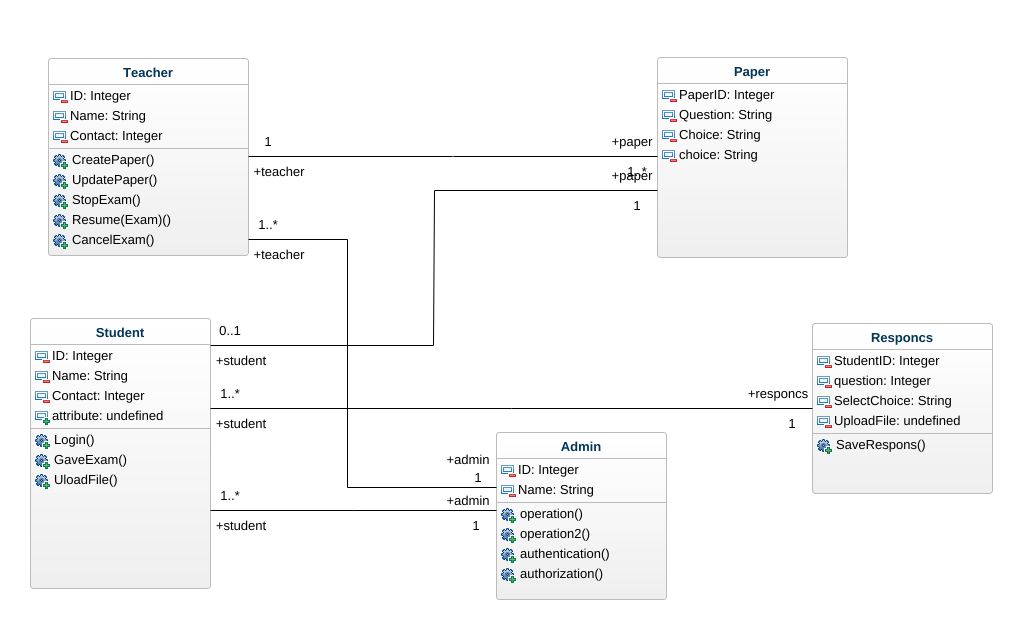 Teacher
ID: Integer
Name: String
Contact: Integer
CreatePaper()
UpdatePaper()
StopExam()
Resume(Exam)()
CancelExam()
1
+teacher
1..*
+teacher
+paper
1..*
+paper
1
Paper
PaperID: Integer
Question: String
Choice: String
choice: String
Student
ID: Integer
Name: String
Contact: Integer
attribute: undefined
Login()
GaveExam()
UloadFile()
0..1
+student
1..*
+student
1..*
+student
+responcs
1
Responcs
StudentID: Integer
question: Integer
SelectChoice: String
UploadFile: undefined
SaveRespons()
+admin
1
+admin
1
Admin
ID: Integer
Name: String
operation()
operation2()
authentication()
authorization()